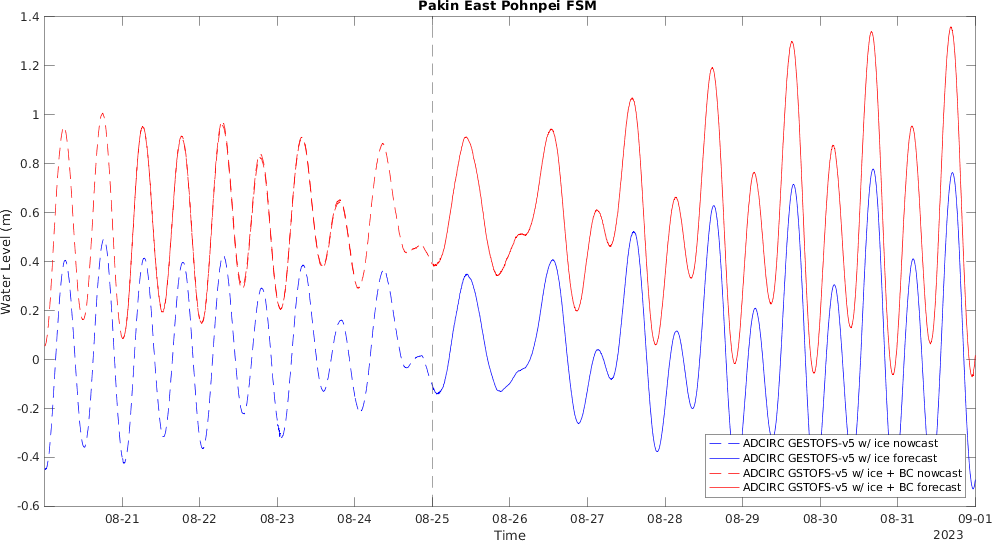 Pakin East Pohnpei FSM
1.4
1.2
1
0.8
0.6
0.4
0.2
0
-0.2
-0.4
-0.6
Water Level (m)
ADCIRC GESTOFS-v5 w/ ice nowcast
ADCIRC GESTOFS-v5 w/ ice forecast
ADCIRC GSTOFS-v5 w/ ice + BC nowcast
ADCIRC GSTOFS-v5 w/ ice + BC forecast
08-21 08-22 08-23 08-24 08-25 08-26 08-27 08-28 08-29 08-30 08-31 09-01
Time
2023